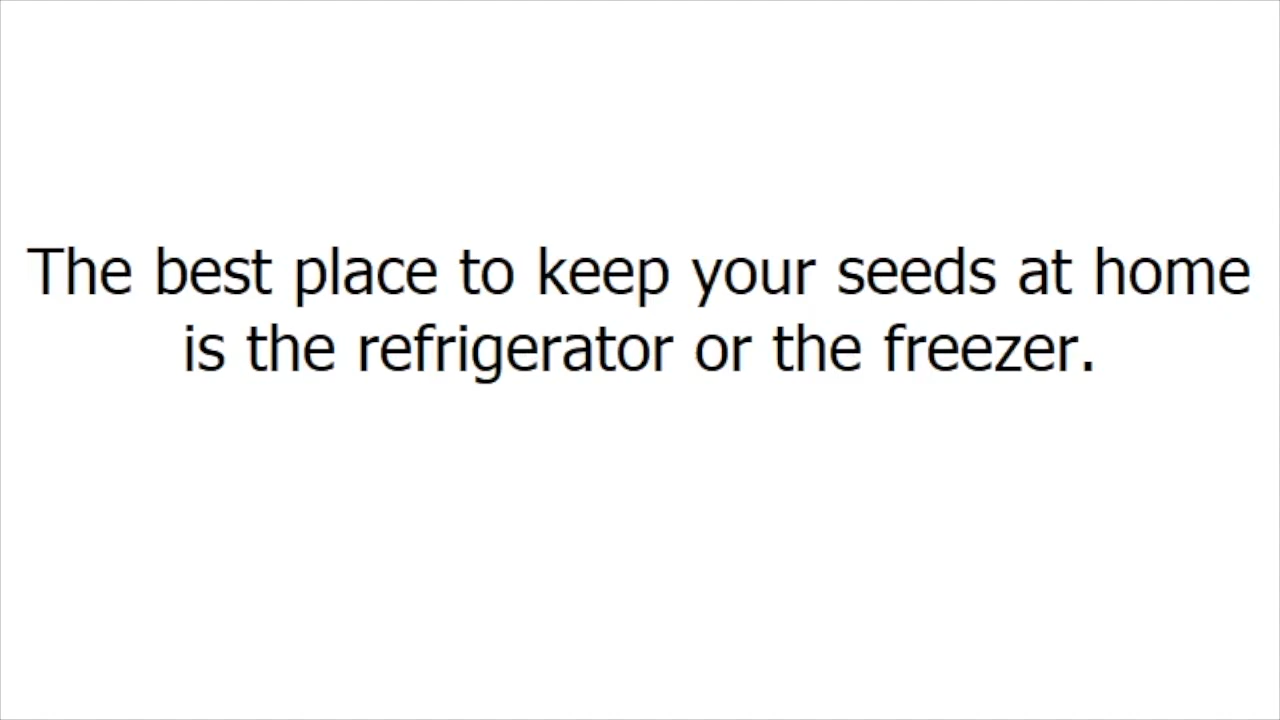 The best place to keep your seeds at home
is the refrigerator or the freezer.